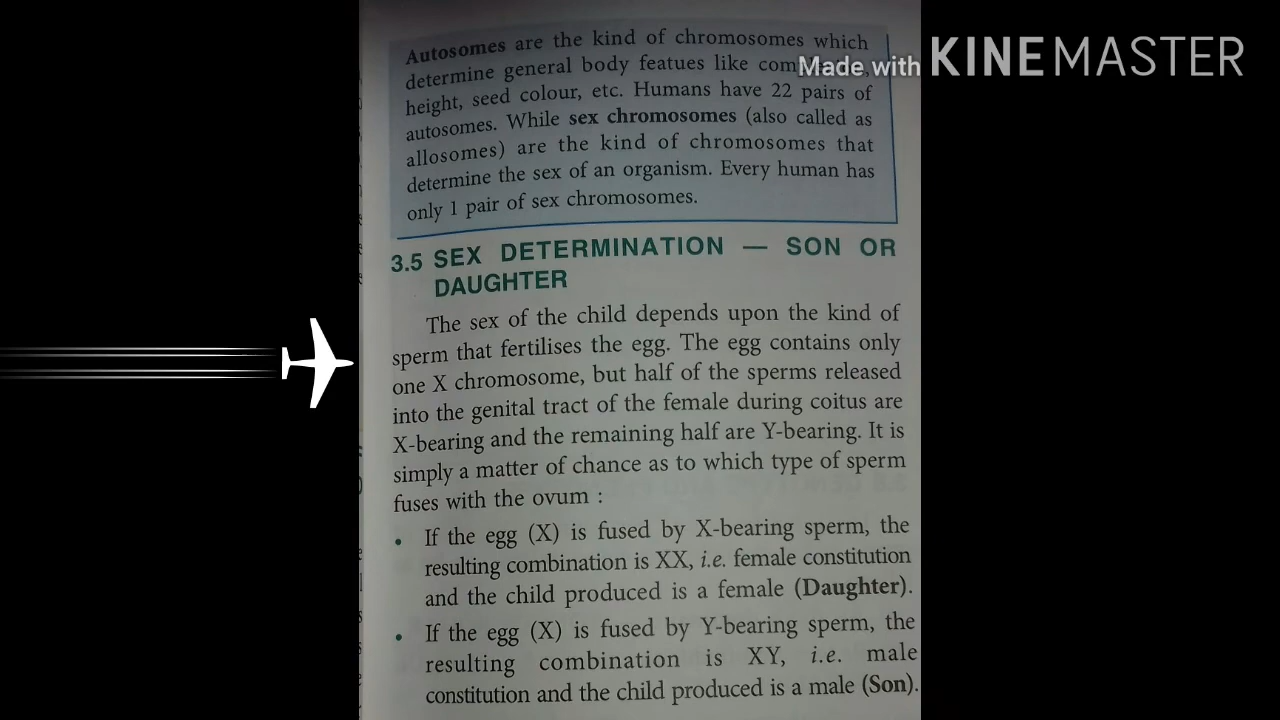 Autosomes are the kind of chromosomes which
determine general body featues like
height, seed colour, etc. Humans have 22 pairs of
autosomes. While sex chromosomes (also called as
allosomes) are the kind of chromosomes that
determine the sex of an organism. Every human has
only 1 pair of sex chromosomes.
Made with KINEMASTER
3.5 SEX DETERMINATION — SON OR
DAUGHTER
The sex of the child depends upon the kind of
sperm that fertilises the egg. The egg contains only
one X chromosome, but half of the sperms released
into the genital tract of the female during coitus are
X-bearing and the remaining half are Y-bearing. It is
simply a matter of chance as to which type of sperm
fuses with the ovum :
• If the egg (X) is fused by X-bearing sperm, the
resulting combination is XX, i.e. female constitution
and the child produced is a female (Daughter).
• If the egg (X) is fused by Y-bearing sperm, the
resulting combination is XY, i.e. male
constitution and the child produced is a male (Son).